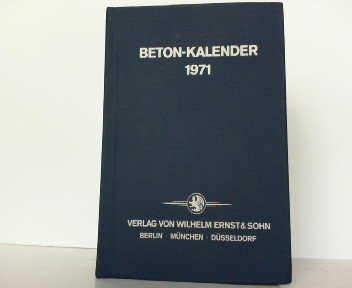 BETON-KALENDER
1971
VERLAG VON WILHELM ERNST & SOHN
BERLIN · MÜNCHEN · DÜSSELDORF